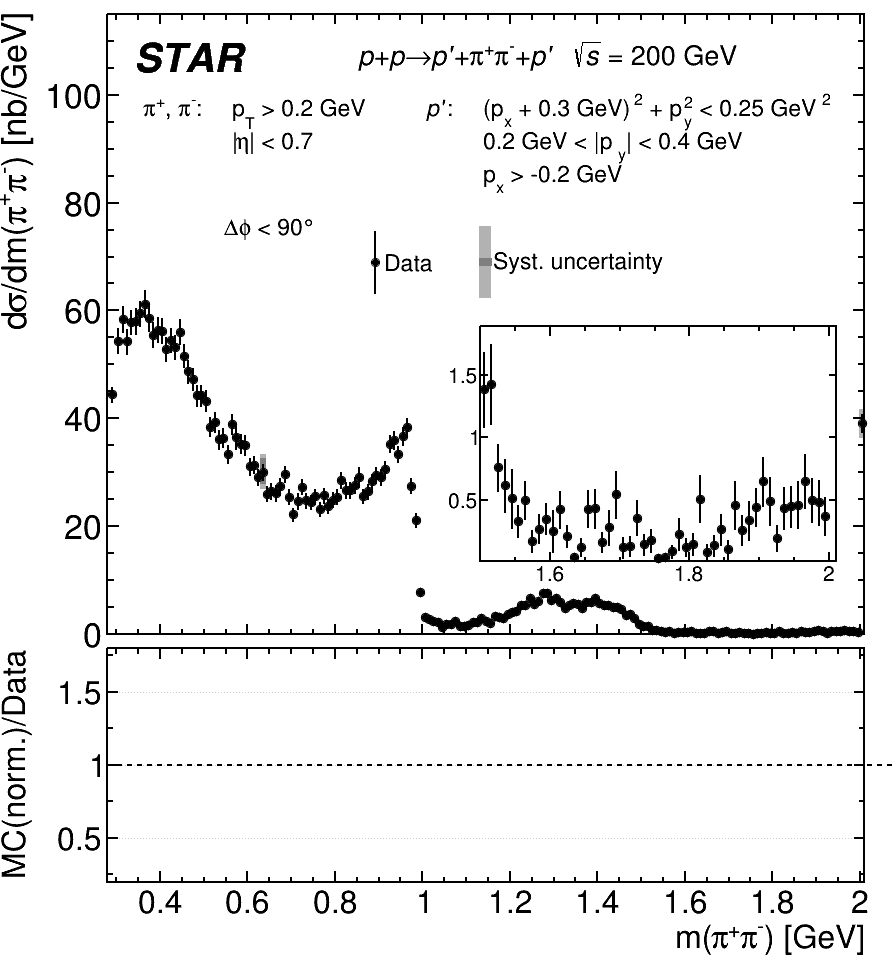 STAR p+p→p′+π⁺π⁻+p′ √s = 200 GeV
π⁺, π⁻: p_T > 0.2 GeV p′: (p_x + 0.3 GeV)² + p_y² < 0.25 GeV²
|η| < 0.7 0.2 GeV < |p_y| < 0.4 GeV
p_x > -0.2 GeV
Δϕ < 90°
Data Syst. uncertainty
dσ/dm(π⁺π⁻) [nb/GeV]
100
80
60
40
20
0
1.5
1
0.5
1.6 1.8 2
MC(norm.)/Data
1.5
1
0.5
0.4 0.6 0.8 1 1.2 1.4 1.6 1.8 2
m(π⁺π⁻) [GeV]